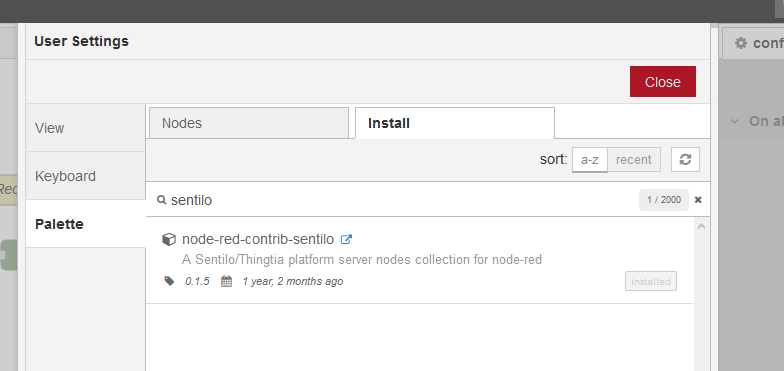 User Settings
Close
View
Keyboard
Palette
Nodes
Install
sort: a-z recent
sentilo
1 / 2000
node-red-contrib-sentilo
A Sentilo/Thingtia platform server nodes collection for node-red
0.1.5 1 year, 2 months ago
installed
Req
conf
On al